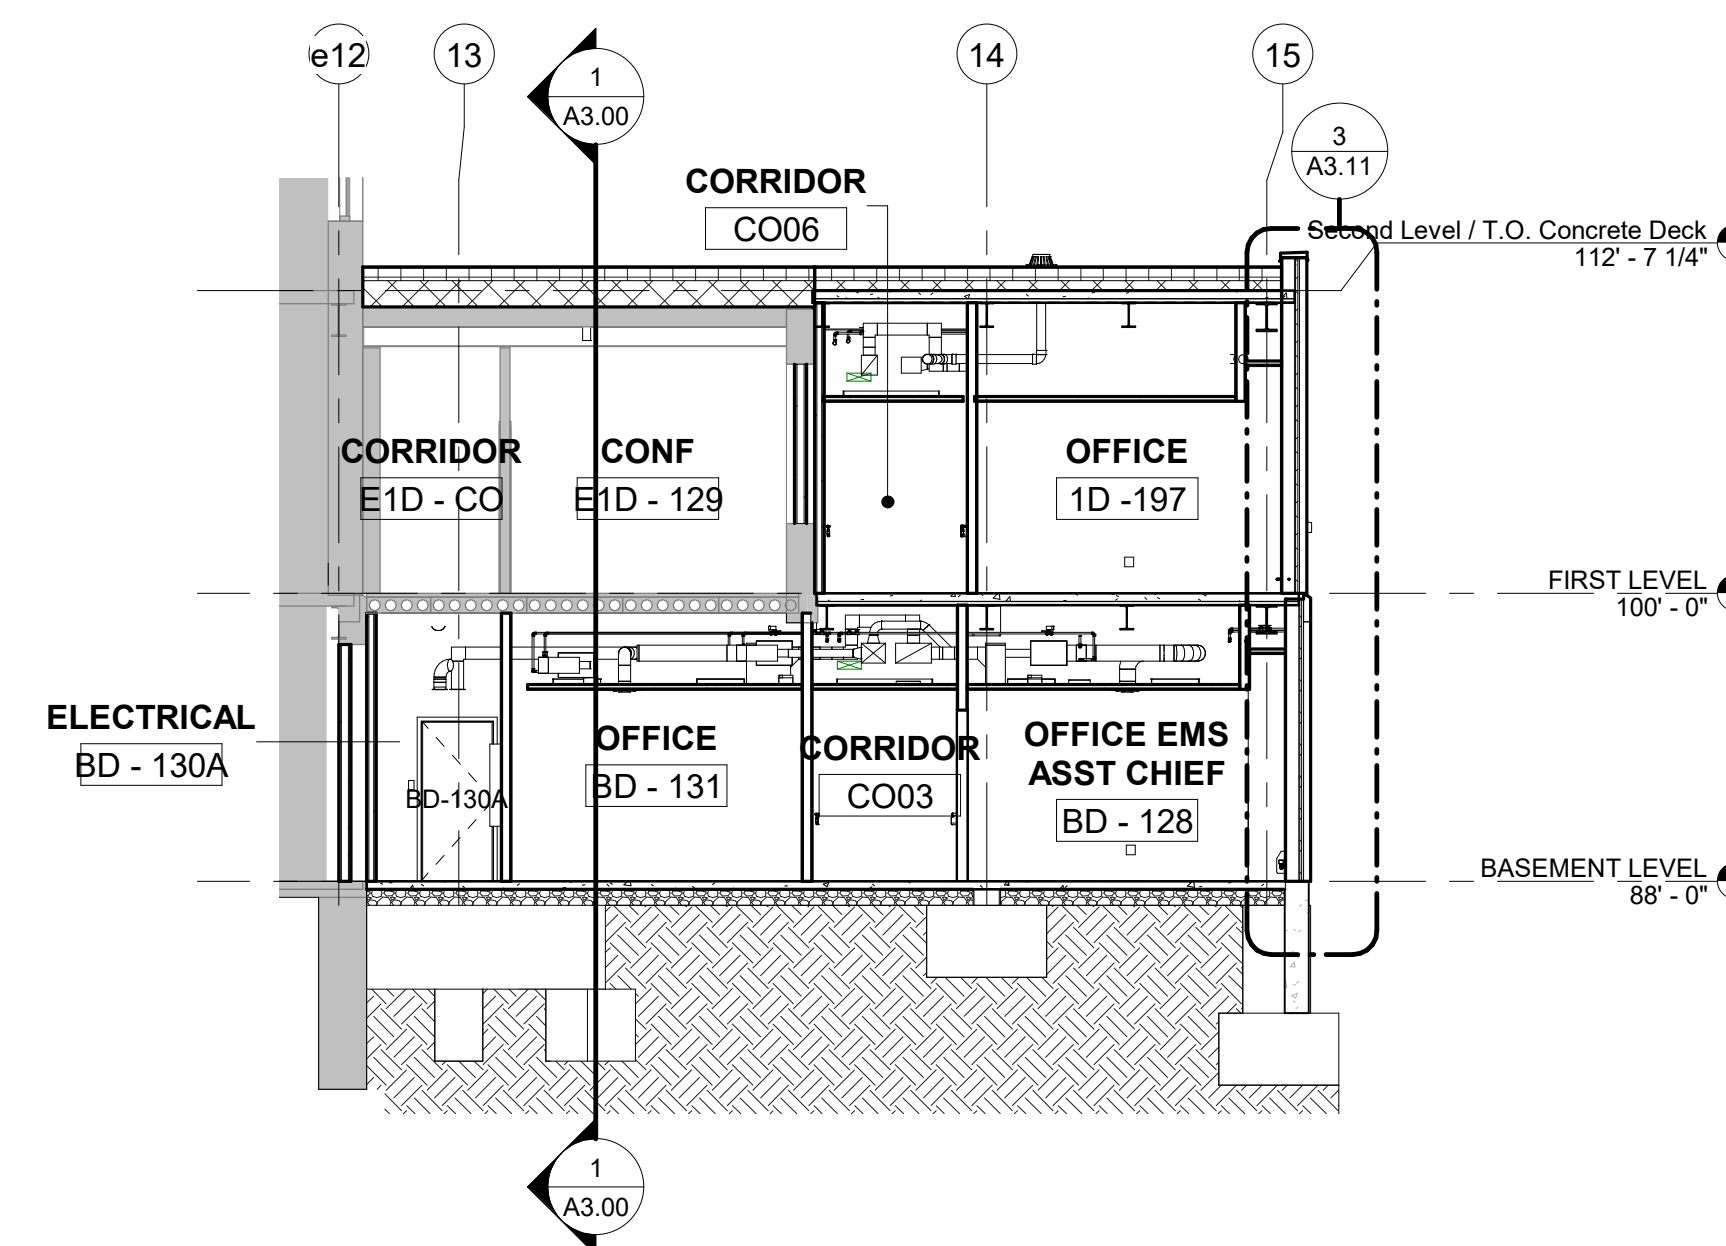 e12
13
1
A3.00
14
15
3
A3.11
CORRIDOR
CO06
Second Level / T.O. Concrete Deck
112' - 7 1/4"
CORRIDOR
E1D - CO
CONF
E1D - 129
OFFICE
1D -197
FIRST LEVEL
100' - 0"
ELECTRICAL
BD - 130A
BD-130A
OFFICE
BD - 131
CORRIDOR
CO03
OFFICE EMS
ASST CHIEF
BD - 128
BASEMENT LEVEL
88' - 0"
1
A3.00